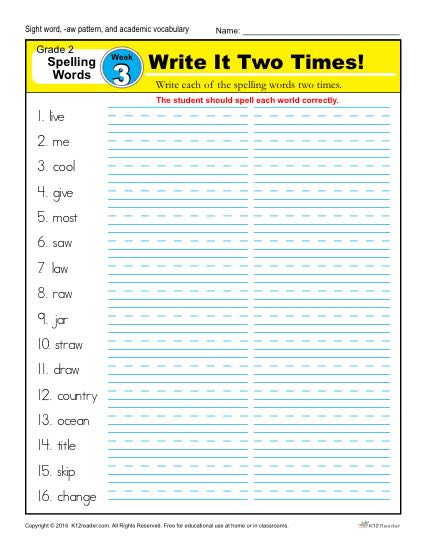 Sight word, -aw pattern, and academic vocabulary Name:
Grade 2
Spelling
Words
Week
3
Write It Two Times!
Write each of the spelling words two times.
The student should spell each world correctly.
1. live
2. me
3. cool
4. give
5. most
6. saw
7 law
8. raw
9. jar
10. straw
11. draw
12. country
13. ocean
14. title
15. skip
16. change
Copyright © 2016 K12reader.com. All Rights Reserved. Free for educational use at home or in classrooms.
K12Reader